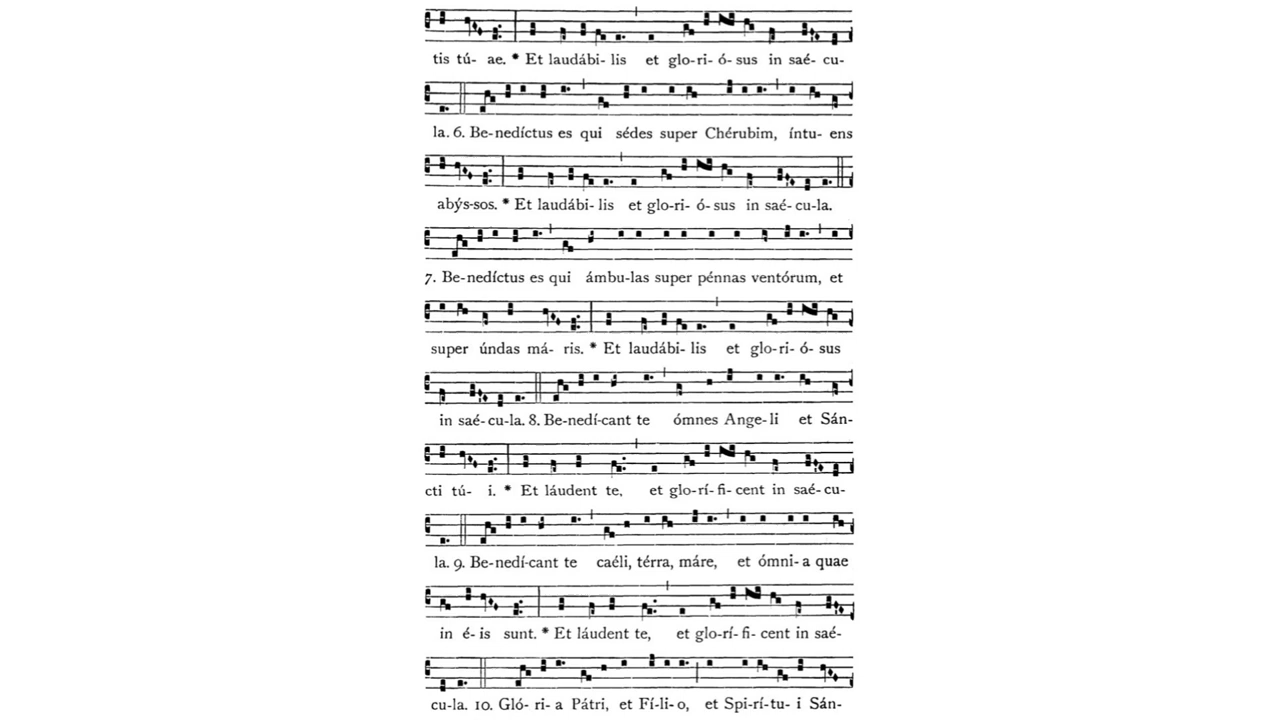 tis tú- ae. * Et laudábi- lis et glo-ri- ó- sus in saé- cu-
la. 6. Be-nedíctus es qui sédes super Chérubim, íntu- ens
abýs-sos. * Et laudábi- lis et glo-ri- ó- sus in saé- cu-la.
7. Be-nedíctus es qui ámbu-las super pénnas ventórum, et
super úndas má- ris. * Et laudábi- lis et glo-ri- ó- sus
in saé- cu-la. 8. Be-nedí-cant te ómnes Ange- li et Sán-
cti tú- i. * Et láudent te, et glo-rí- fi- cent in saé- cu-
la. 9. Be-nedí-cant te caéli, térra, máre, et ómni- a quae
in é- is sunt. * Et láudent te, et glo-rí- fi- cent in saé-
cu-la. 10. Gló- ri- a Pátri, et Fí-li- o, et Spi-rí-tu- i Sán-